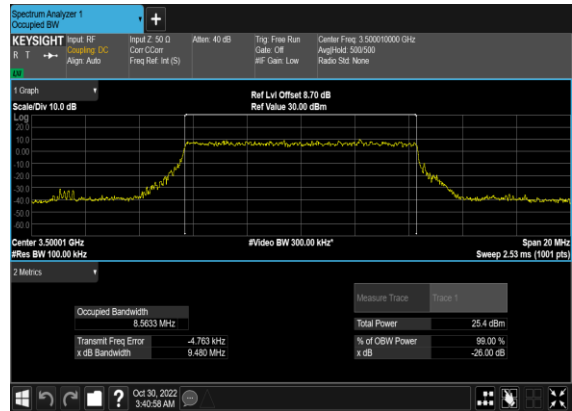 Spectrum Analyzer 1
Occupied BW
+
KEYSIGHT
R T
LW
Input: RF
Coupling: DC
Align: Auto
Input Z: 50 Ω
Corr CCorr
Freq Ref: Int (S)
Atten: 40 dB
Trig: Free Run
Gate: Off
#IF Gain: Low
Center Freq: 3.500010000 GHz
Avg|Hold: 500/500
Radio Std: None
1 Graph
Scale/Div 10.0 dB
Ref Lvl Offset 8.70 dB
Ref Value 30.00 dBm
Log
20.0
10.0
0.00
-10.0
-20.0
-30.0
-40.0
-50.0
-60.0
Center 3.50001 GHz
#Video BW 300.00 kHz*
Span 20 MHz
#Res BW 100.00 kHz
Sweep 2.53 ms (1001 pts)
2 Metrics
Measure Trace
Trace 1
Occupied Bandwidth
8.5633 MHz
Total Power
25.4 dBm
Transmit Freq Error
-4.763 kHz
% of OBW Power
99.00 %
x dB Bandwidth
9.480 MHz
x dB
-26.00 dB
?
Oct 30, 2022
3:40:58 AM